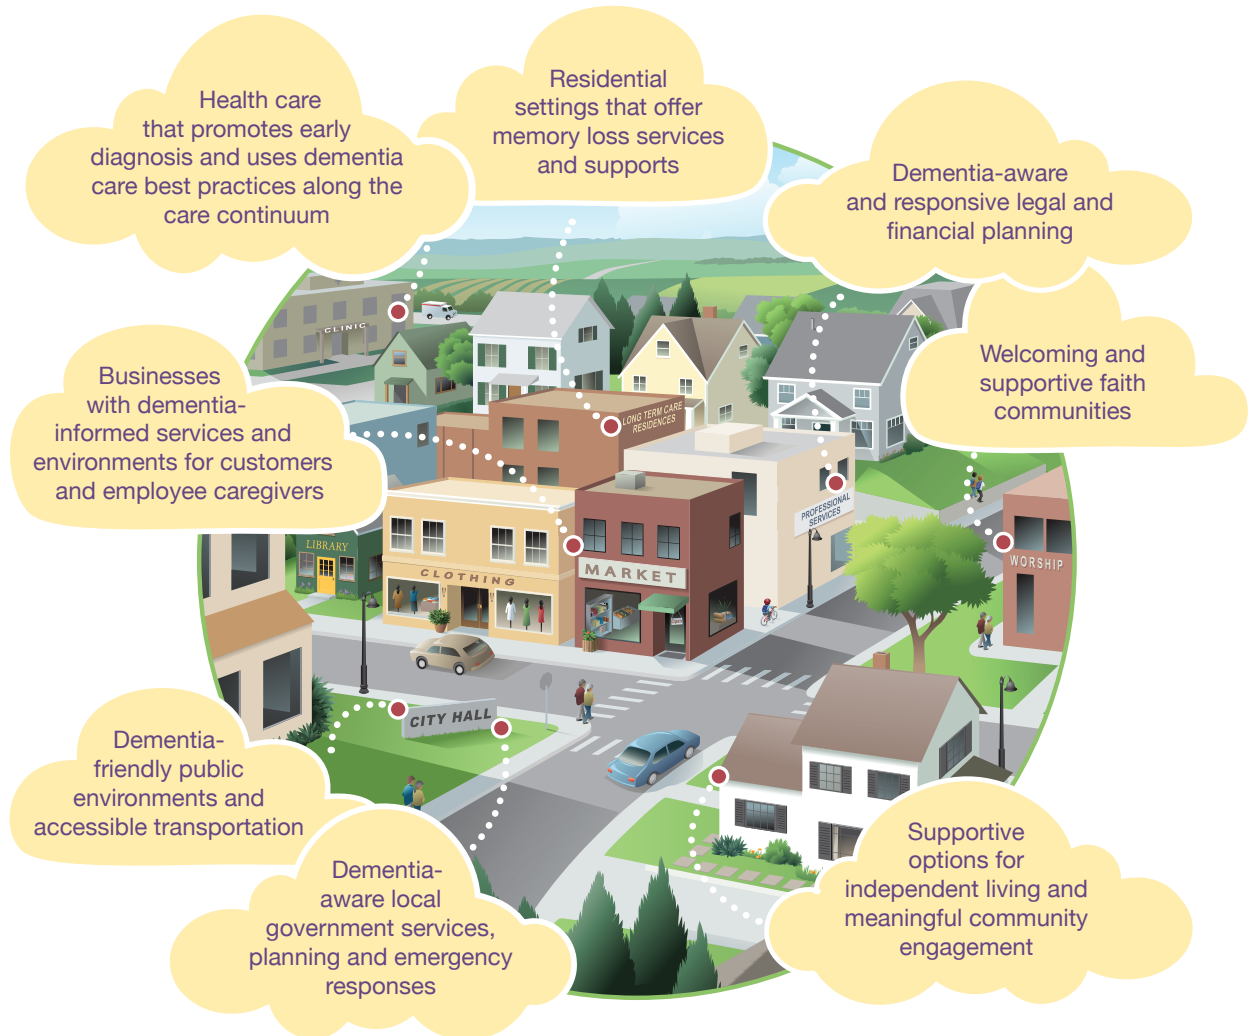 Health care
that promotes early
diagnosis and uses dementia
care best practices along the
care continuum
Residential
settings that offer
memory loss services
and supports
Dementia-aware
and responsive legal and
financial planning
Welcoming and
supportive faith
communities
Businesses
with dementia-
informed services and
environments for customers
and employee caregivers
CLINIC
LONG TERM CARE
RESIDENCES
PROFESSIONAL
SERVICES
LIBRARY
CLOTHING
MARKET
Open
WORSHIP
CITY HALL
Dementia-
friendly public
environments and
accessible transportation
Dementia-
aware local
government services,
planning and emergency
responses
Supportive
options for
independent living and
meaningful community
engagement